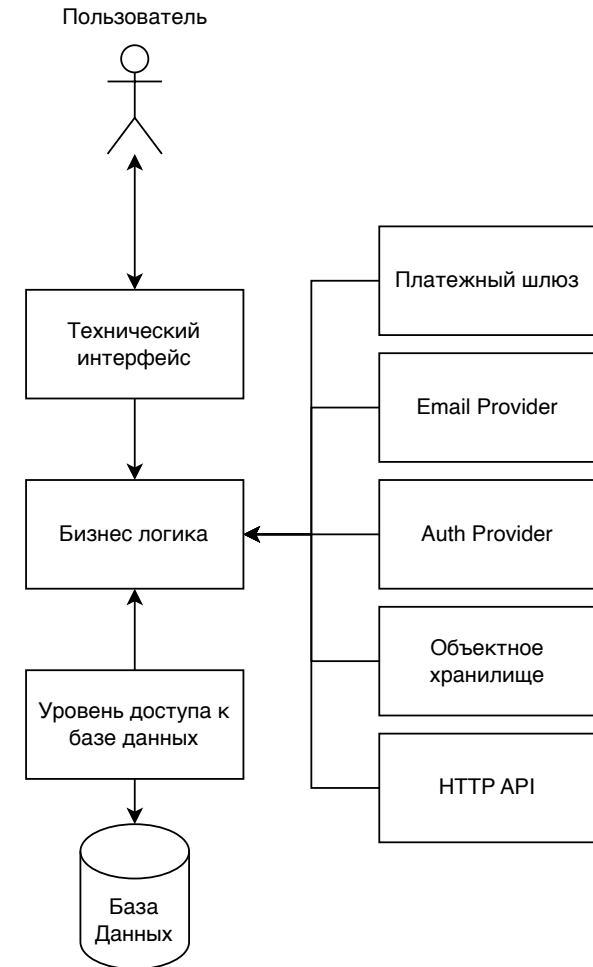 Пользователь
Технический
интерфейс
Бизнес логика
Уровень доступа к
базе данных
База
Данных
Платежный шлюз
Email Provider
Auth Provider
Объектное
хранилище
HTTP API